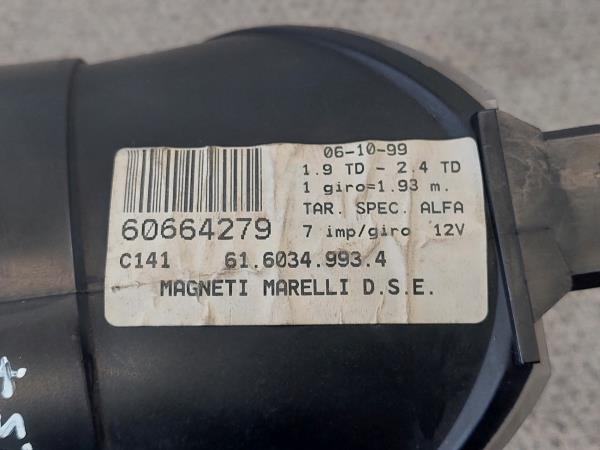 06-10-99
1.9 TD - 2.4 TD
1 giro=1.93 m.
TAR. SPEC. ALFA
60664279 7 imp/giro 12V
C141 61.6034.993.4
MAGNETI MARELLI D.S.E.